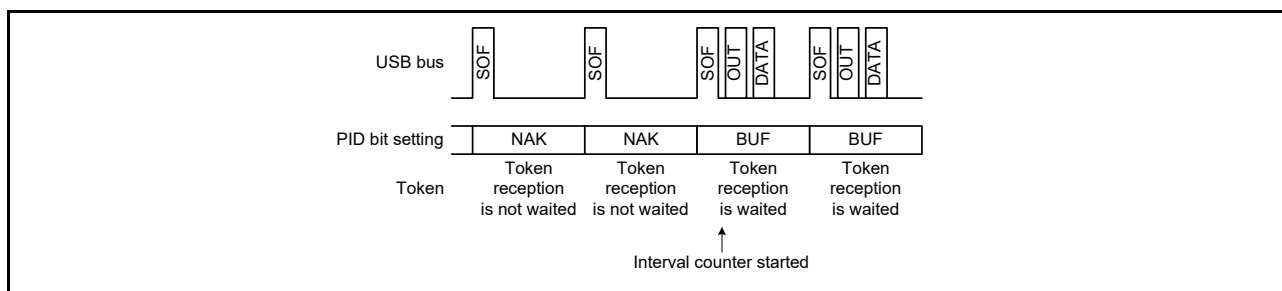 USB bus
SOF
SOF
SOF
OUT
DATA
SOF
OUT
DATA
PID bit setting
NAK
NAK
BUF
BUF
Token
Token
reception
is not waited
Token
reception
is not waited
Token
reception
is waited
Token
reception
is waited
Interval counter started